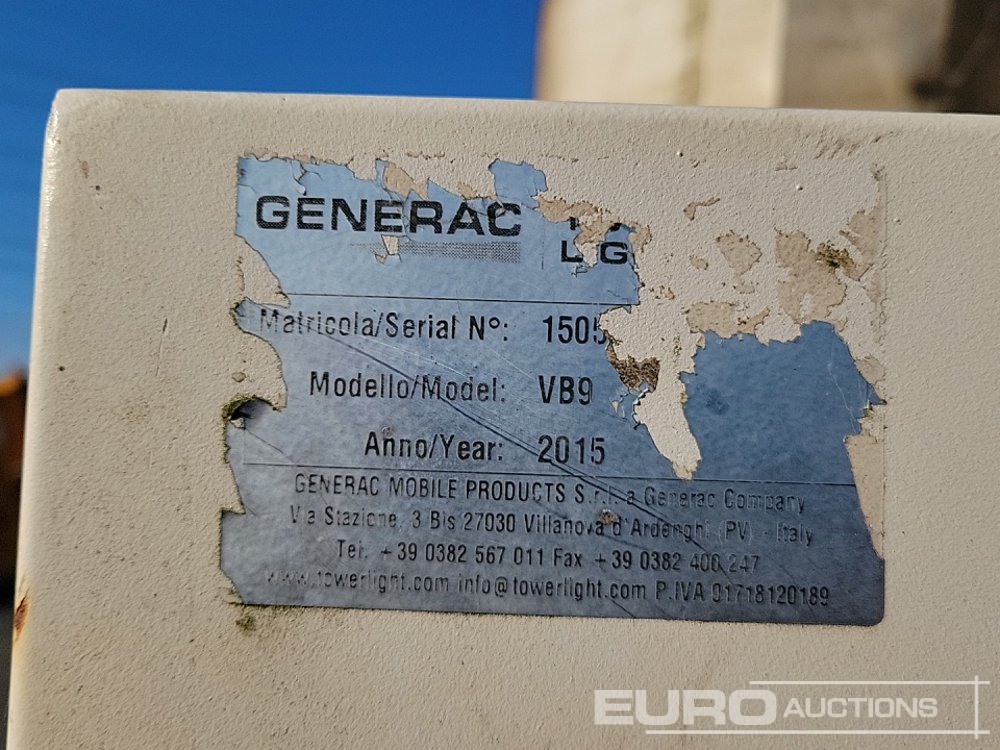 GENERAC
Matricola/Serial N°: 1505
Modello/Model: VB9
Anno/Year: 2015
GENERAC MOBILE PRODUCTS S.r.l. a Generac Company
Via Stazione, 3 Bis 27030 Villanova d'Ardenghi (PV) - Italy
Tel. +39 0382 567 011 Fax +39 0382 400 247
www.towerlight.com info@towerlight.com P.IVA 01718120189
EURO AUCTIONS